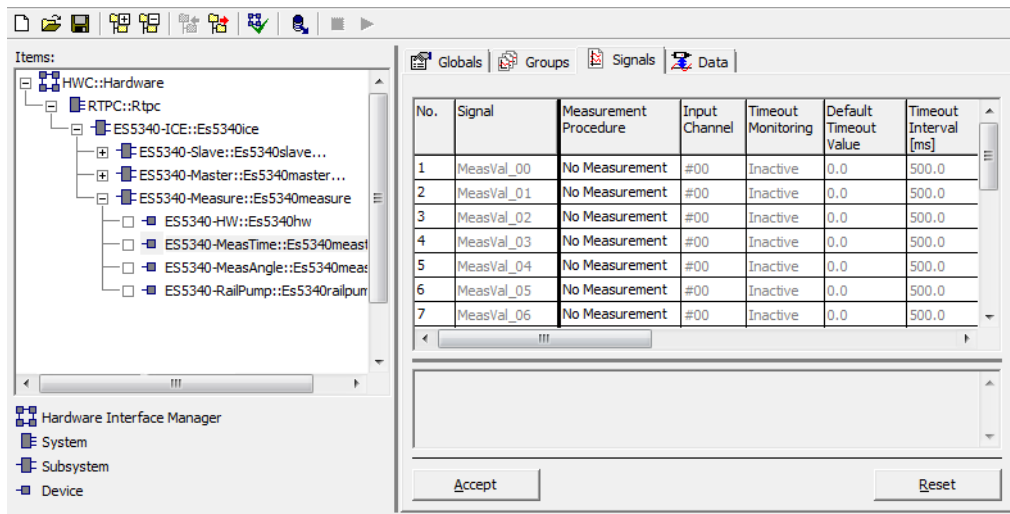 Items:
HWC::Hardware
RTPC::Rtpc
ES5340-ICE::Es5340ice
ES5340-Slave::Es5340slave...
ES5340-Master::Es5340master...
ES5340-Measure::Es5340measure
ES5340-HW::Es5340hw
ES5340-MeasTime::Es5340meast
ES5340-MeasAngle::Es5340meas
ES5340-RailPump::Es5340railpum
Hardware Interface Manager
System
Subsystem
Device
Globals Groups Signals Data
No. Signal Measurement Procedure Input Channel Timeout Monitoring Default Timeout Value Timeout Interval [ms]
1 MeasVal_00 No Measurement #00 Inactive 0.0 500.0
2 MeasVal_01 No Measurement #00 Inactive 0.0 500.0
3 MeasVal_02 No Measurement #00 Inactive 0.0 500.0
4 MeasVal_03 No Measurement #00 Inactive 0.0 500.0
5 MeasVal_04 No Measurement #00 Inactive 0.0 500.0
6 MeasVal_05 No Measurement #00 Inactive 0.0 500.0
7 MeasVal_06 No Measurement #00 Inactive 0.0 500.0
Accept Reset